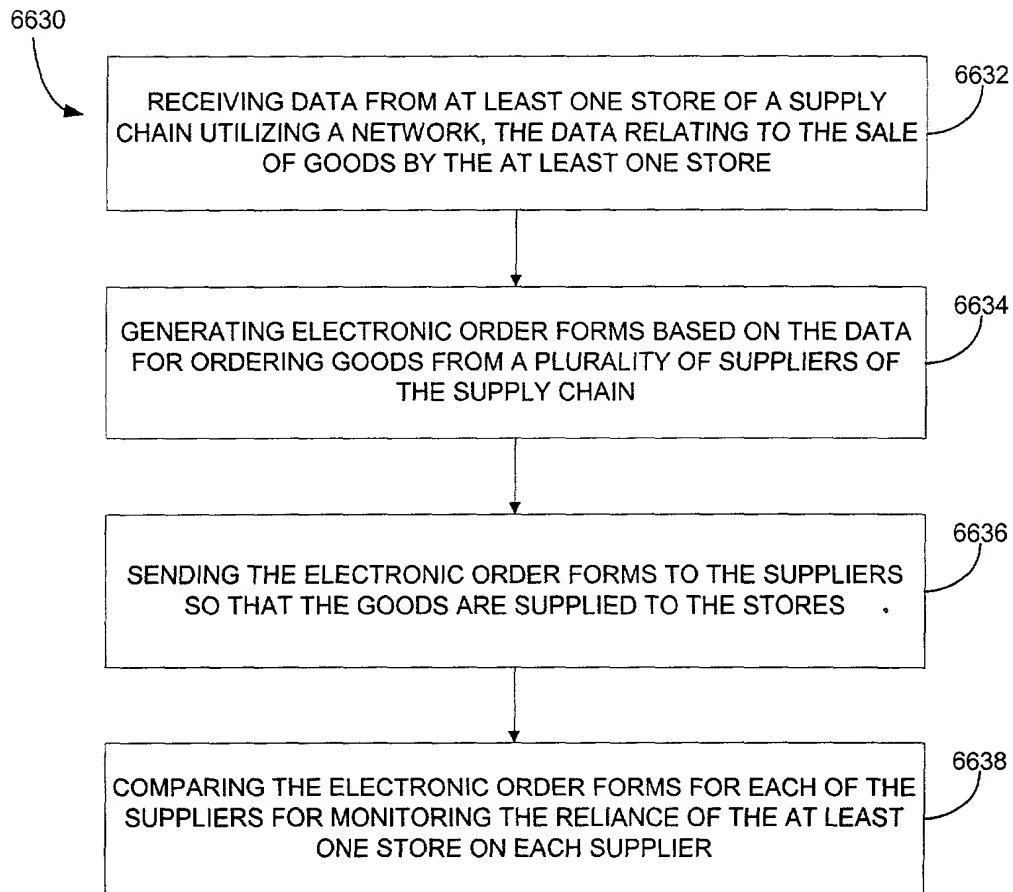 6630
6632
RECEIVING DATA FROM AT LEAST ONE STORE OF A SUPPLY
CHAIN UTILIZING A NETWORK, THE DATA RELATING TO THE SALE
OF GOODS BY THE AT LEAST ONE STORE
6634
GENERATING ELECTRONIC ORDER FORMS BASED ON THE DATA
FOR ORDERING GOODS FROM A PLURALITY OF SUPPLIERS OF
THE SUPPLY CHAIN
6636
SENDING THE ELECTRONIC ORDER FORMS TO THE SUPPLIERS
SO THAT THE GOODS ARE SUPPLIED TO THE STORES
6638
COMPARING THE ELECTRONIC ORDER FORMS FOR EACH OF THE
SUPPLIERS FOR MONITORING THE RELIANCE OF THE AT LEAST
ONE STORE ON EACH SUPPLIER